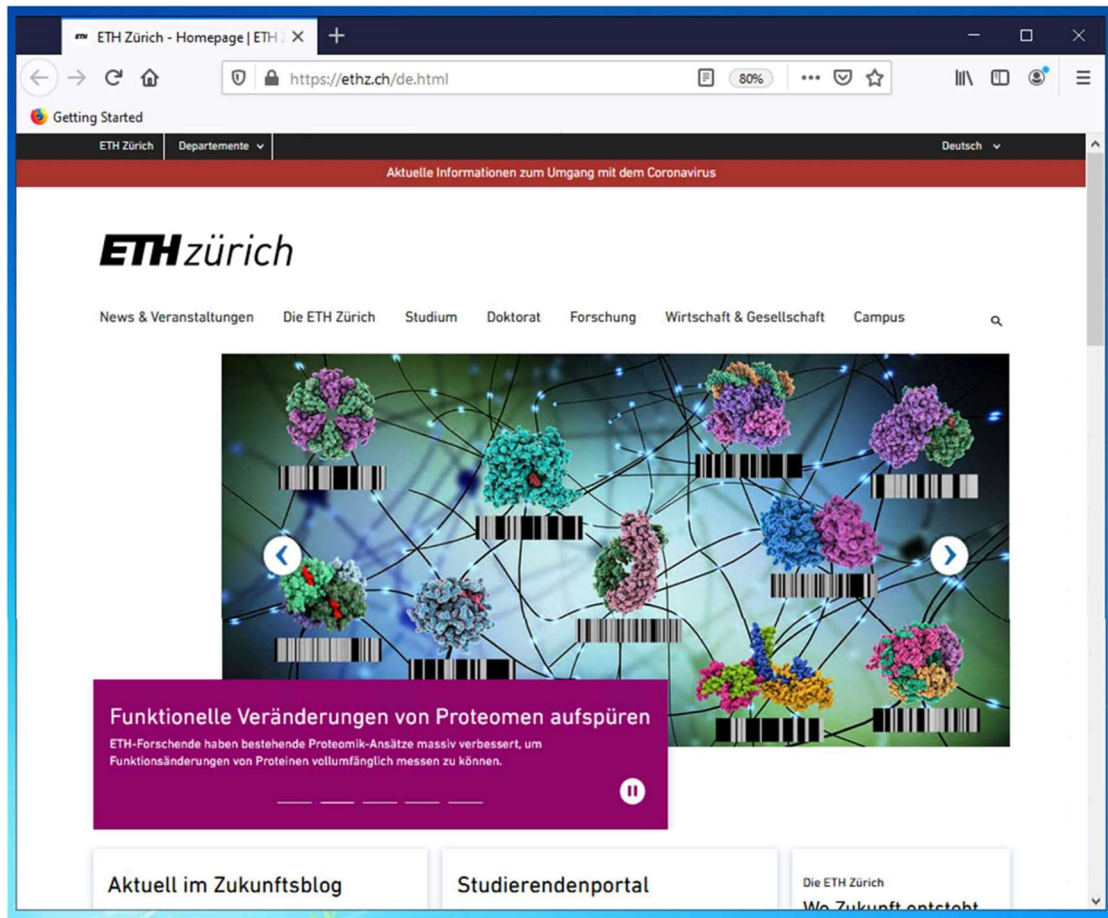 ETH Zürich - Homepage | ETH Z
https://ethz.ch/de.html
80%
Getting Started
ETH Zürich
Departemente
Deutsch
Aktuelle Informationen zum Umgang mit dem Coronavirus
ETH zürich
News & Veranstaltungen Die ETH Zürich Studium Doktorat Forschung Wirtschaft & Gesellschaft Campus
Funktionelle Veränderungen von Proteomen aufspüren
ETH-Forschende haben bestehende Proteomik-Ansätze massiv verbessert, um
Funktionsänderungen von Proteinen vollumfänglich messen zu können.
Aktuell im Zukunftsblog
Studierendenportal
Die ETH Zürich
Wo Zukunft entsteht